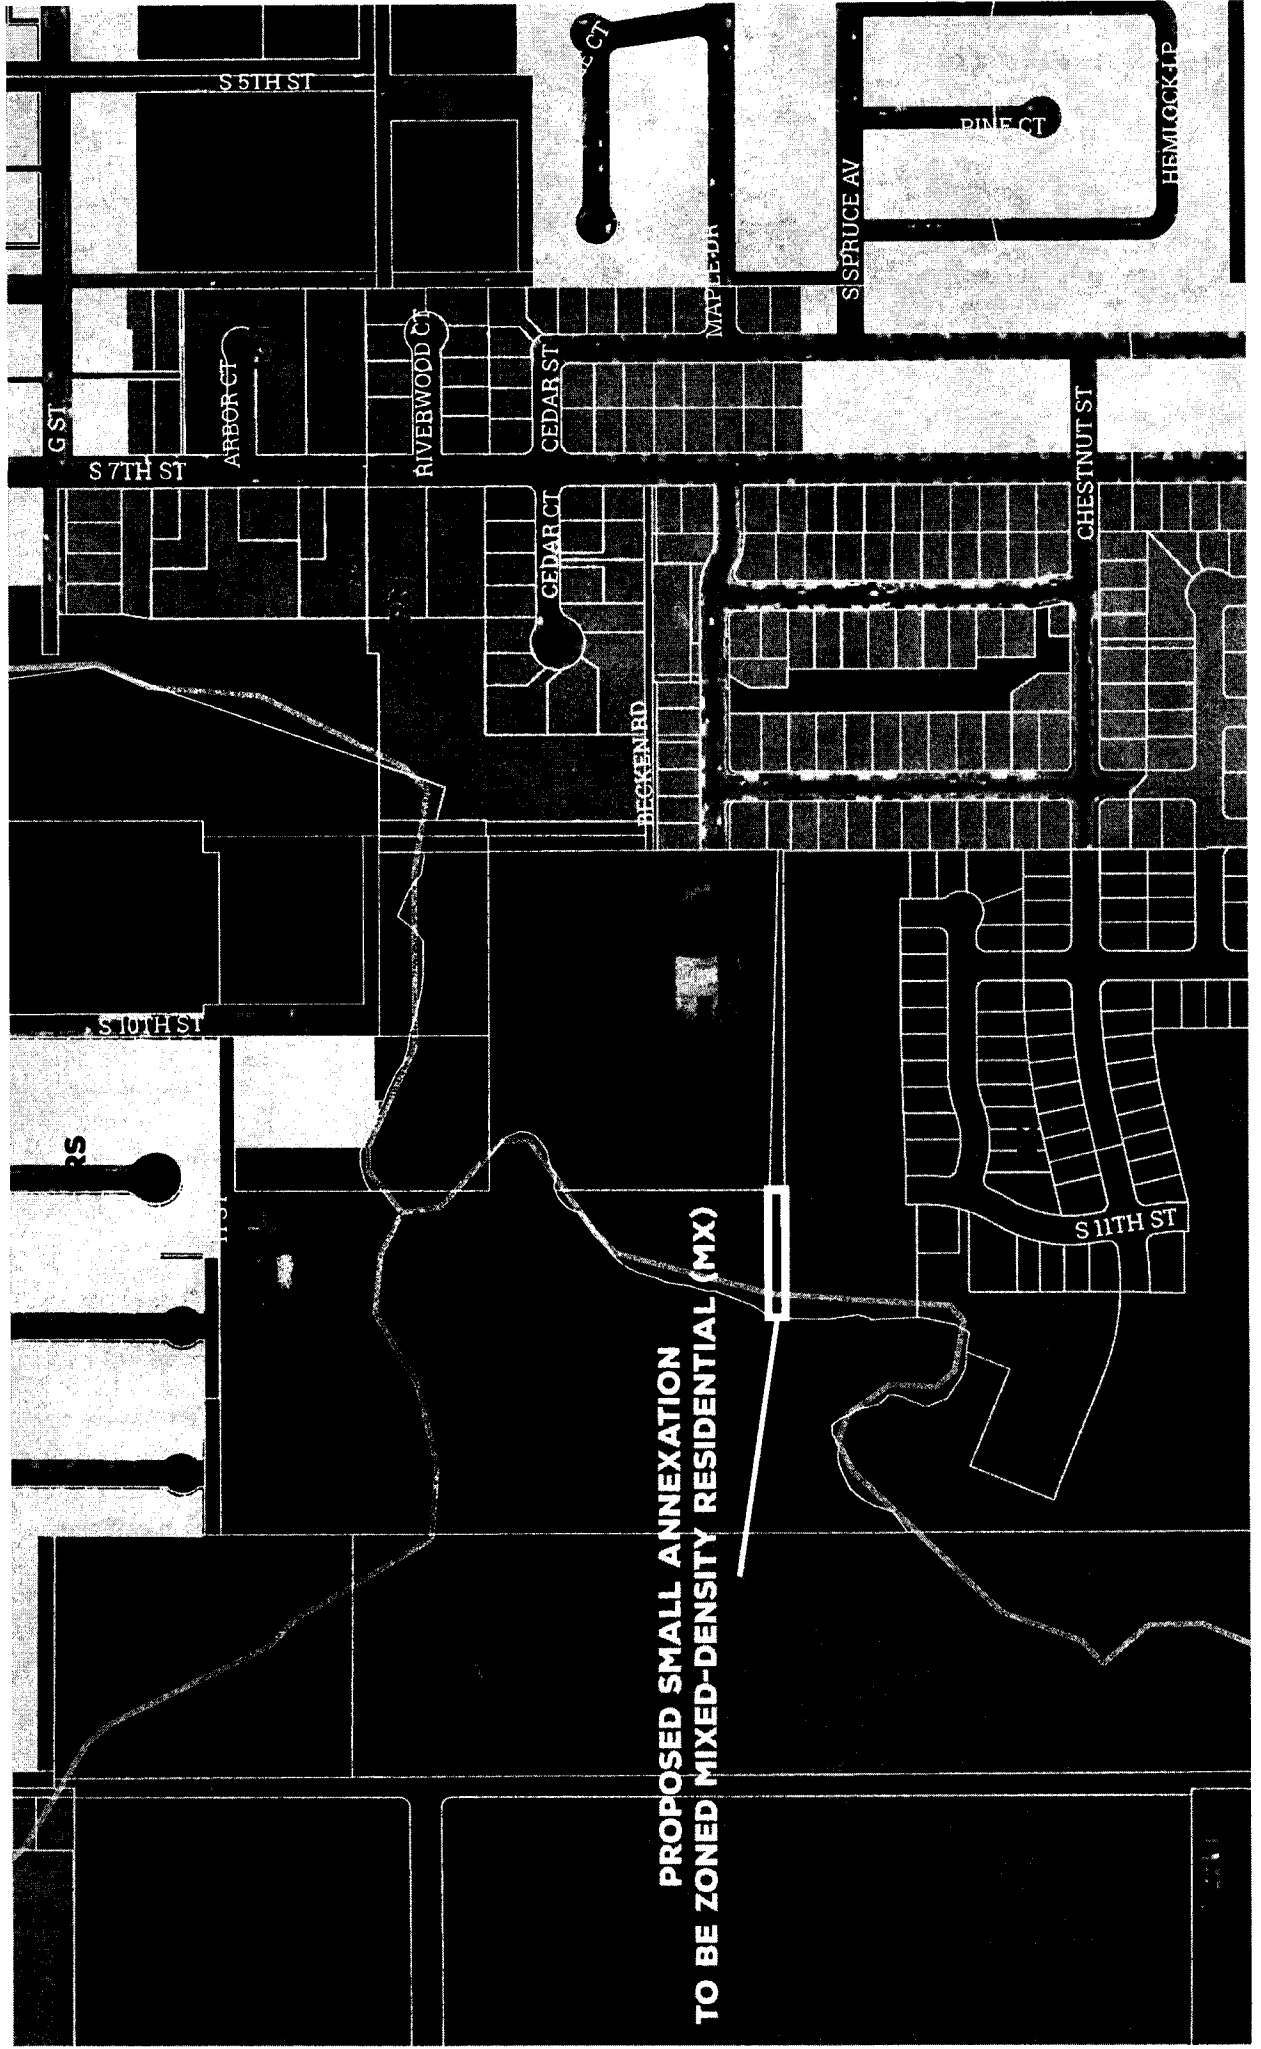 S 5TH ST
PINE CT
HEMLOCK LP
S SPRUCE AV
MAPLE DR
G ST
ARBOR CT
RIVERWOOD CT
CEDAR ST
S 7TH ST
CHESTNUT ST
CEDAR CT
BECKEN RD
S 10TH ST
RS
S 11TH ST
PROPOSED SMALL ANNEXATION
TO BE ZONED MIXED-DENSITY RESIDENTIAL (MX)